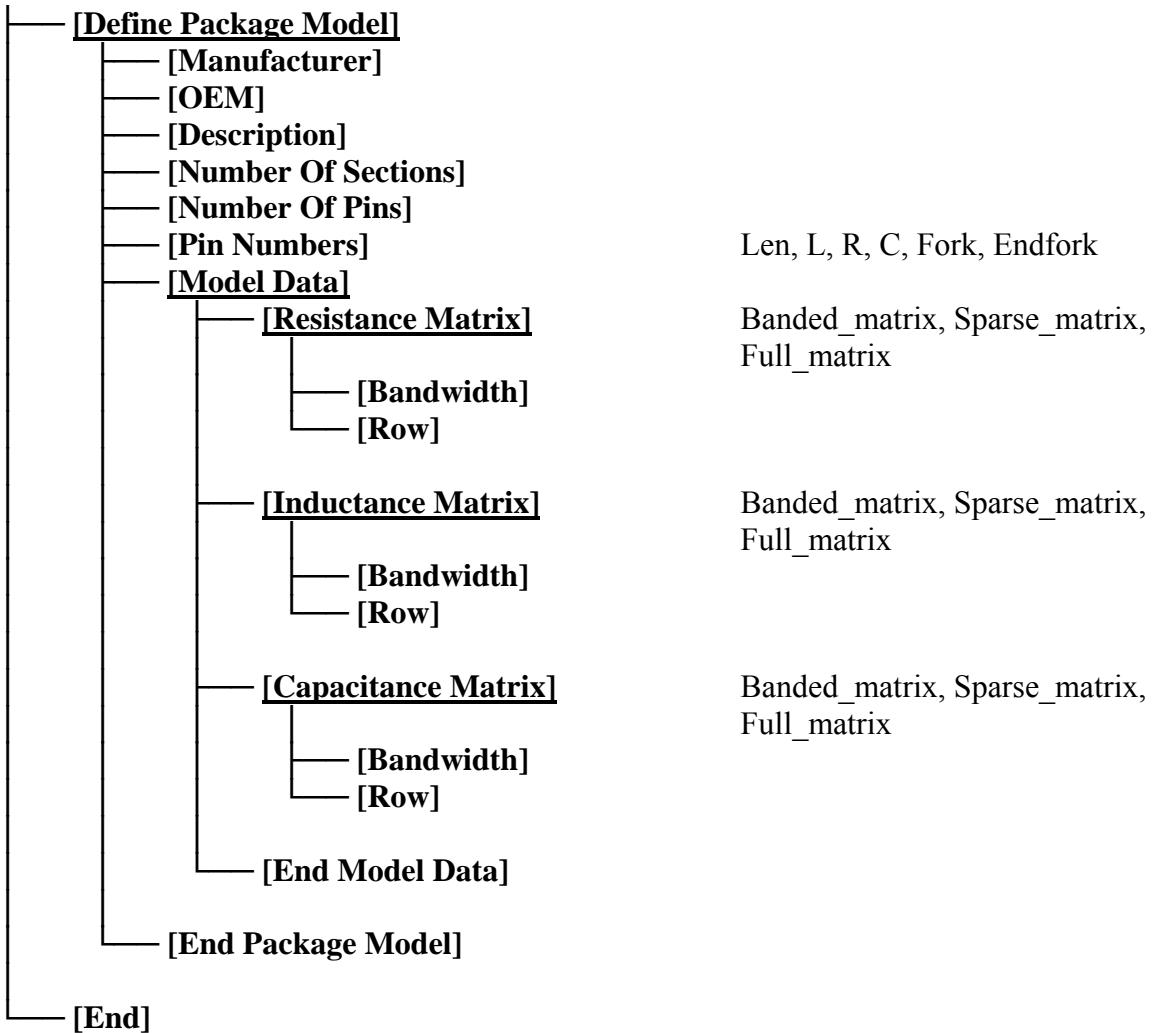 [Define Package Model]
[Manufacturer]
[OEM]
[Description]
[Number Of Sections]
[Number Of Pins]
[Pin Numbers] Len, L, R, C, Fork, Endfork
[Model Data]
[Resistance Matrix] Banded_matrix, Sparse_matrix,
Full_matrix
[Bandwidth]
[Row]
[Inductance Matrix] Banded_matrix, Sparse_matrix,
Full_matrix
[Bandwidth]
[Row]
[Capacitance Matrix] Banded_matrix, Sparse_matrix,
Full_matrix
[Bandwidth]
[Row]
[End Model Data]
[End Package Model]
[End]